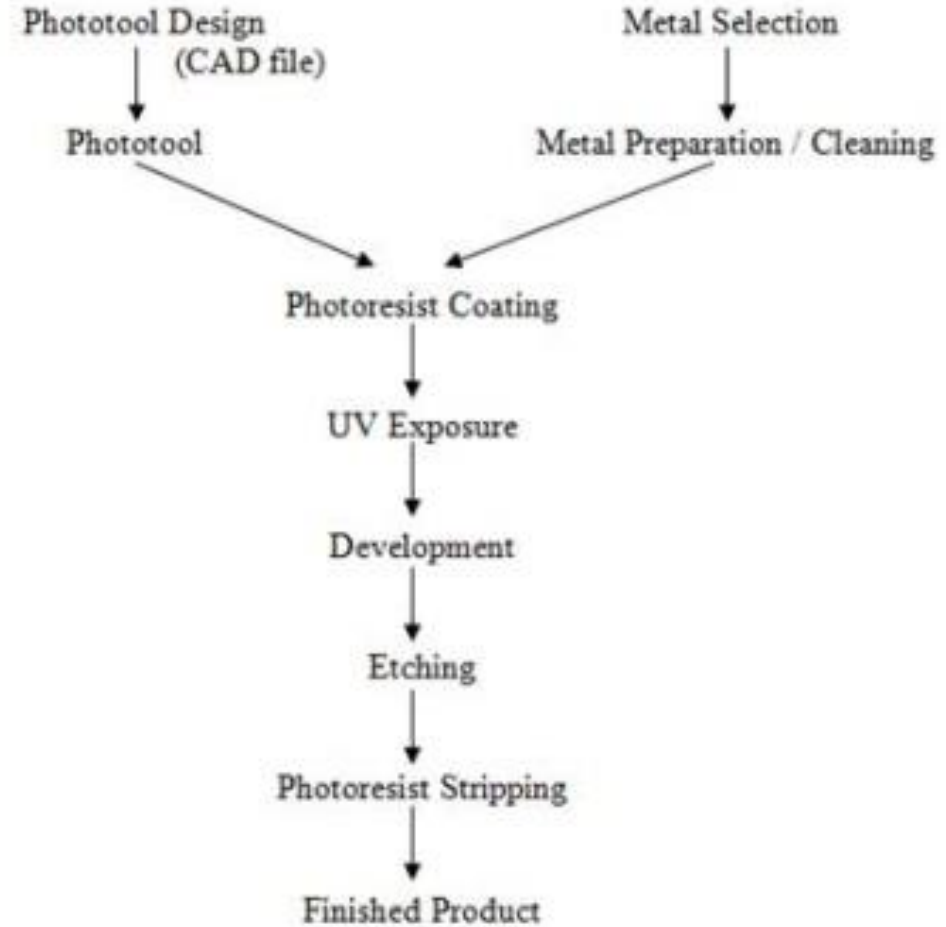 Phototool Design
(CAD file)
Metal Selection
Phototool
Metal Preparation / Cleaning
Photoresist Coating
UV Exposure
Development
Etching
Photoresist Stripping
Finished Product